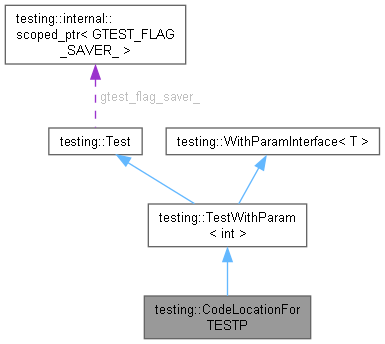 testing::internal::
scoped_ptr< GTEST_FLAG
_SAVER_ >
gtest_flag_saver_
testing::Test
testing::WithParamInterface< T >
testing::TestWithParam
< int >
testing::CodeLocationFor
TESTP